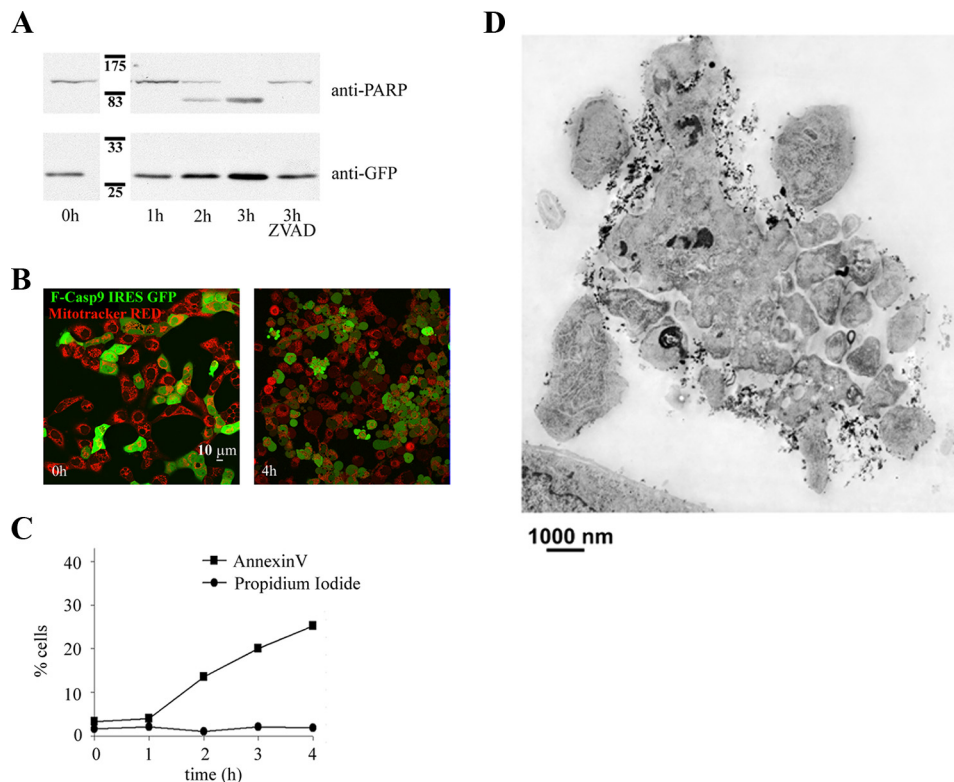 A
175
83
anti-PARP
33
25
anti-GFP
0h 1h 2h 3h 3h
ZVAD
B
F-Casp9 IRES GFP
Mitotracker RED
10 µm
0h
4h
C
AnnexinV
Propidium Iodide
40
30
20
10
0
% cells
0 1 2 3 4
time (h)
D
1000 nm